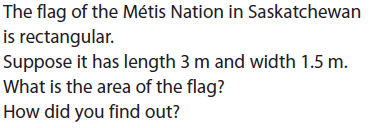 The flag of the Métis Nation in Saskatchewan
is rectangular.
Suppose it has length 3 m and width 1.5 m.
What is the area of the flag?
How did you find out?